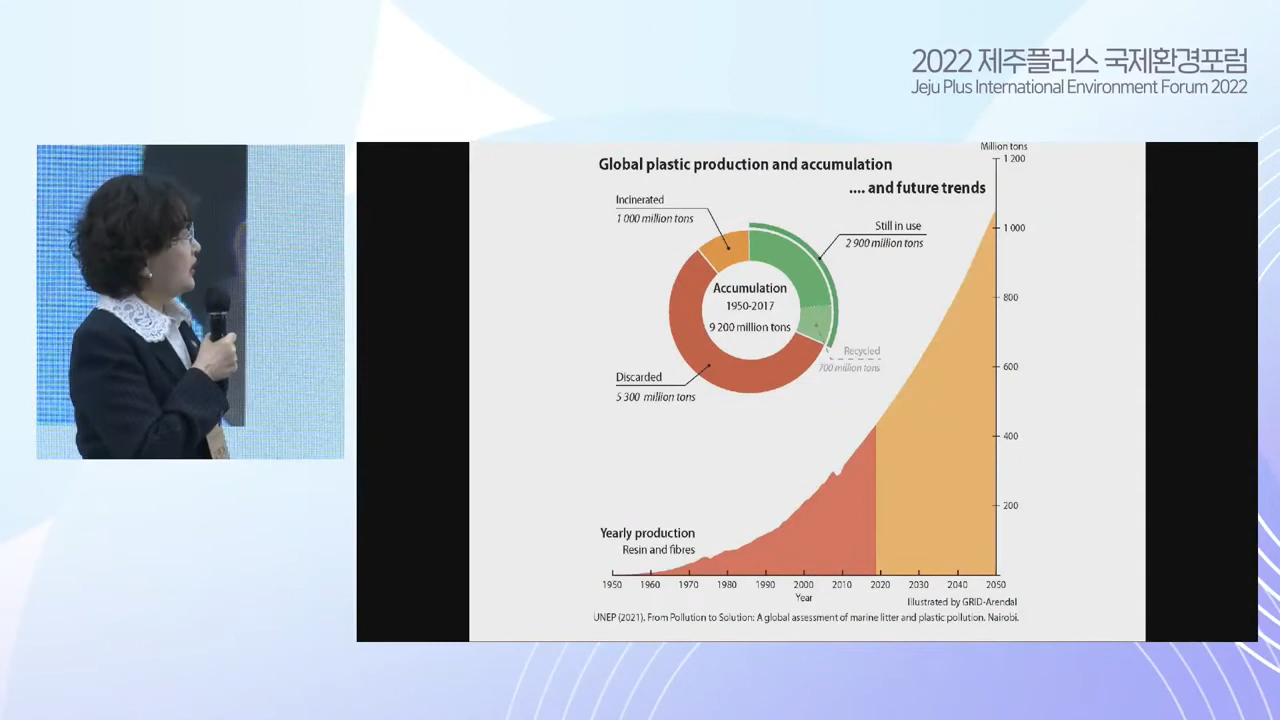 2022 제주플러스 국제환경포럼
Jeju Plus International Environment Forum 2022
Global plastic production and accumulation
.... and future trends
Million tons
1 200
1 000
800
600
400
200
Incinerated
1 000 million tons
Still in use
2 900 million tons
Accumulation
1950-2017
9 200 million tons
Recycled
700 million tons
Discarded
5 300 million tons
Yearly production
Resin and fibres
1950 1960 1970 1980 1990 2000 2010 2020 2030 2040 2050
Year
Illustrated by GRID-Arendal
UNEP (2021). From Pollution to Solution: A global assessment of marine litter and plastic pollution. Nairobi.